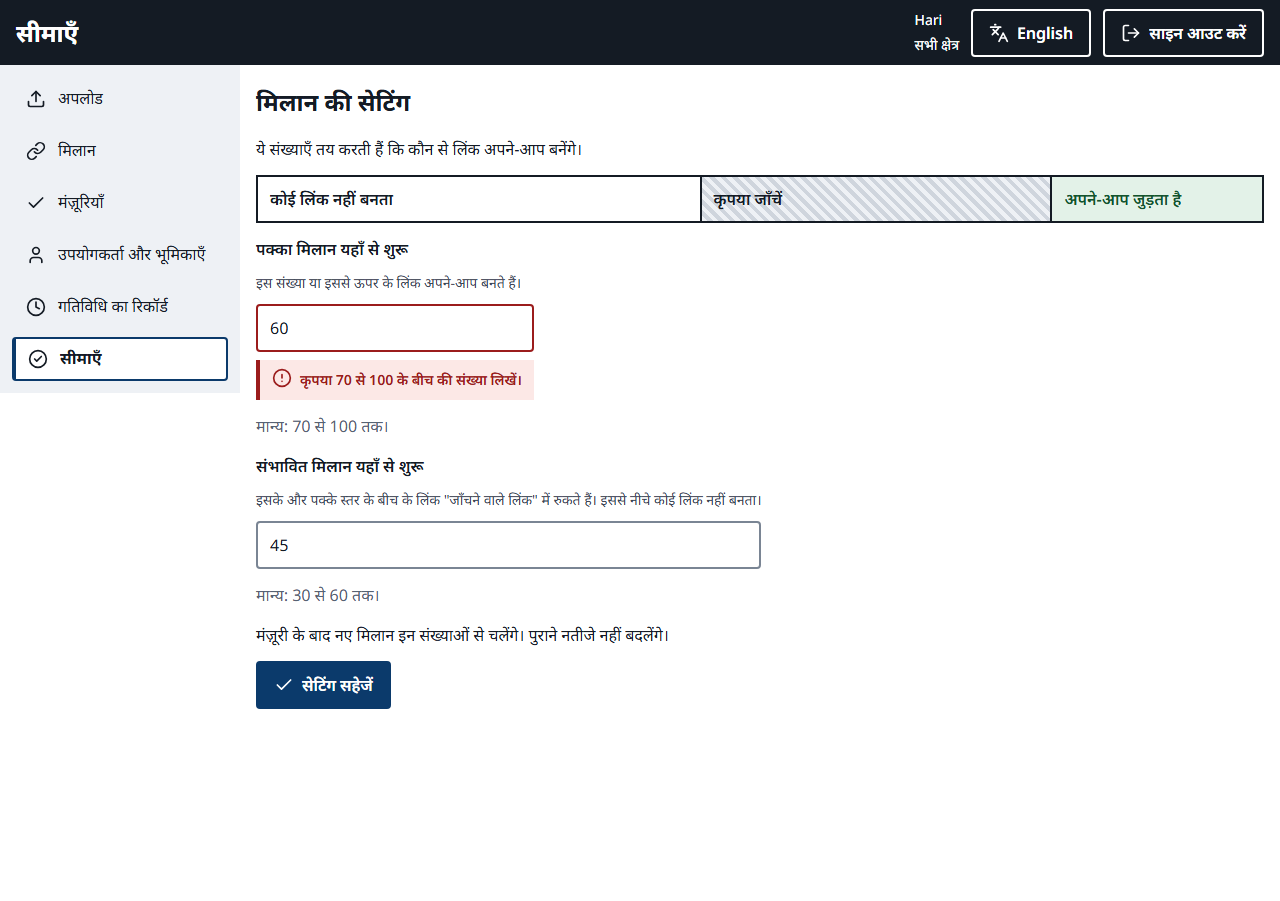 सीमाएँ
Hari
सभी क्षेत्र
English
साइन आउट करें
अपलोड
मिलान
मंज़ूरियाँ
उपयोगकर्ता और भूमिकाएँ
गतिविधि का रिकॉर्ड
सीमाएँ
मिलान की सेटिंग
ये संख्याएँ तय करती हैं कि कौन से लिंक अपने-आप बनेंगे।
कोई लिंक नहीं बनता
कृपया जाँचें
अपने-आप जुड़ता है
पक्का मिलान यहाँ से शुरू
इस संख्या या इससे ऊपर के लिंक अपने-आप बनते हैं।
60
कृपया 70 से 100 के बीच की संख्या लिखें।
मान्य: 70 से 100 तक।
संभावित मिलान यहाँ से शुरू
इसके और पक्के स्तर के बीच के लिंक "जाँचने वाले लिंक" में रुकते हैं। इससे नीचे कोई लिंक नहीं बनता।
45
मान्य: 30 से 60 तक।
मंज़ूरी के बाद नए मिलान इन संख्याओं से चलेंगे। पुराने नतीजे नहीं बदलेंगे।
सेटिंग सहेजें